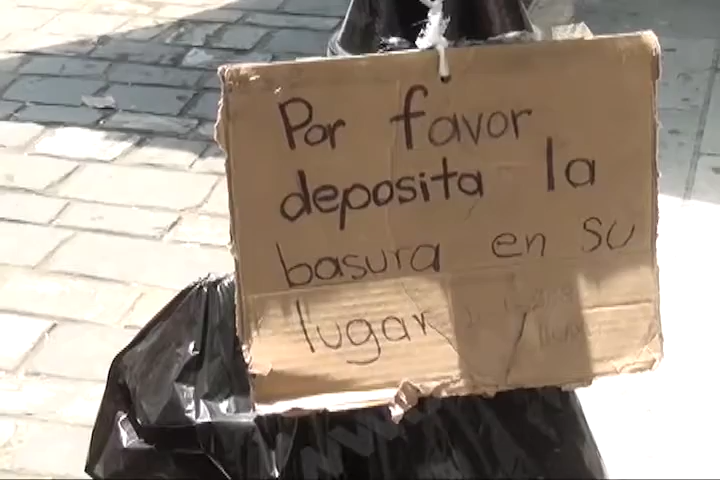 Por favor
deposita la
basura en su
lugar